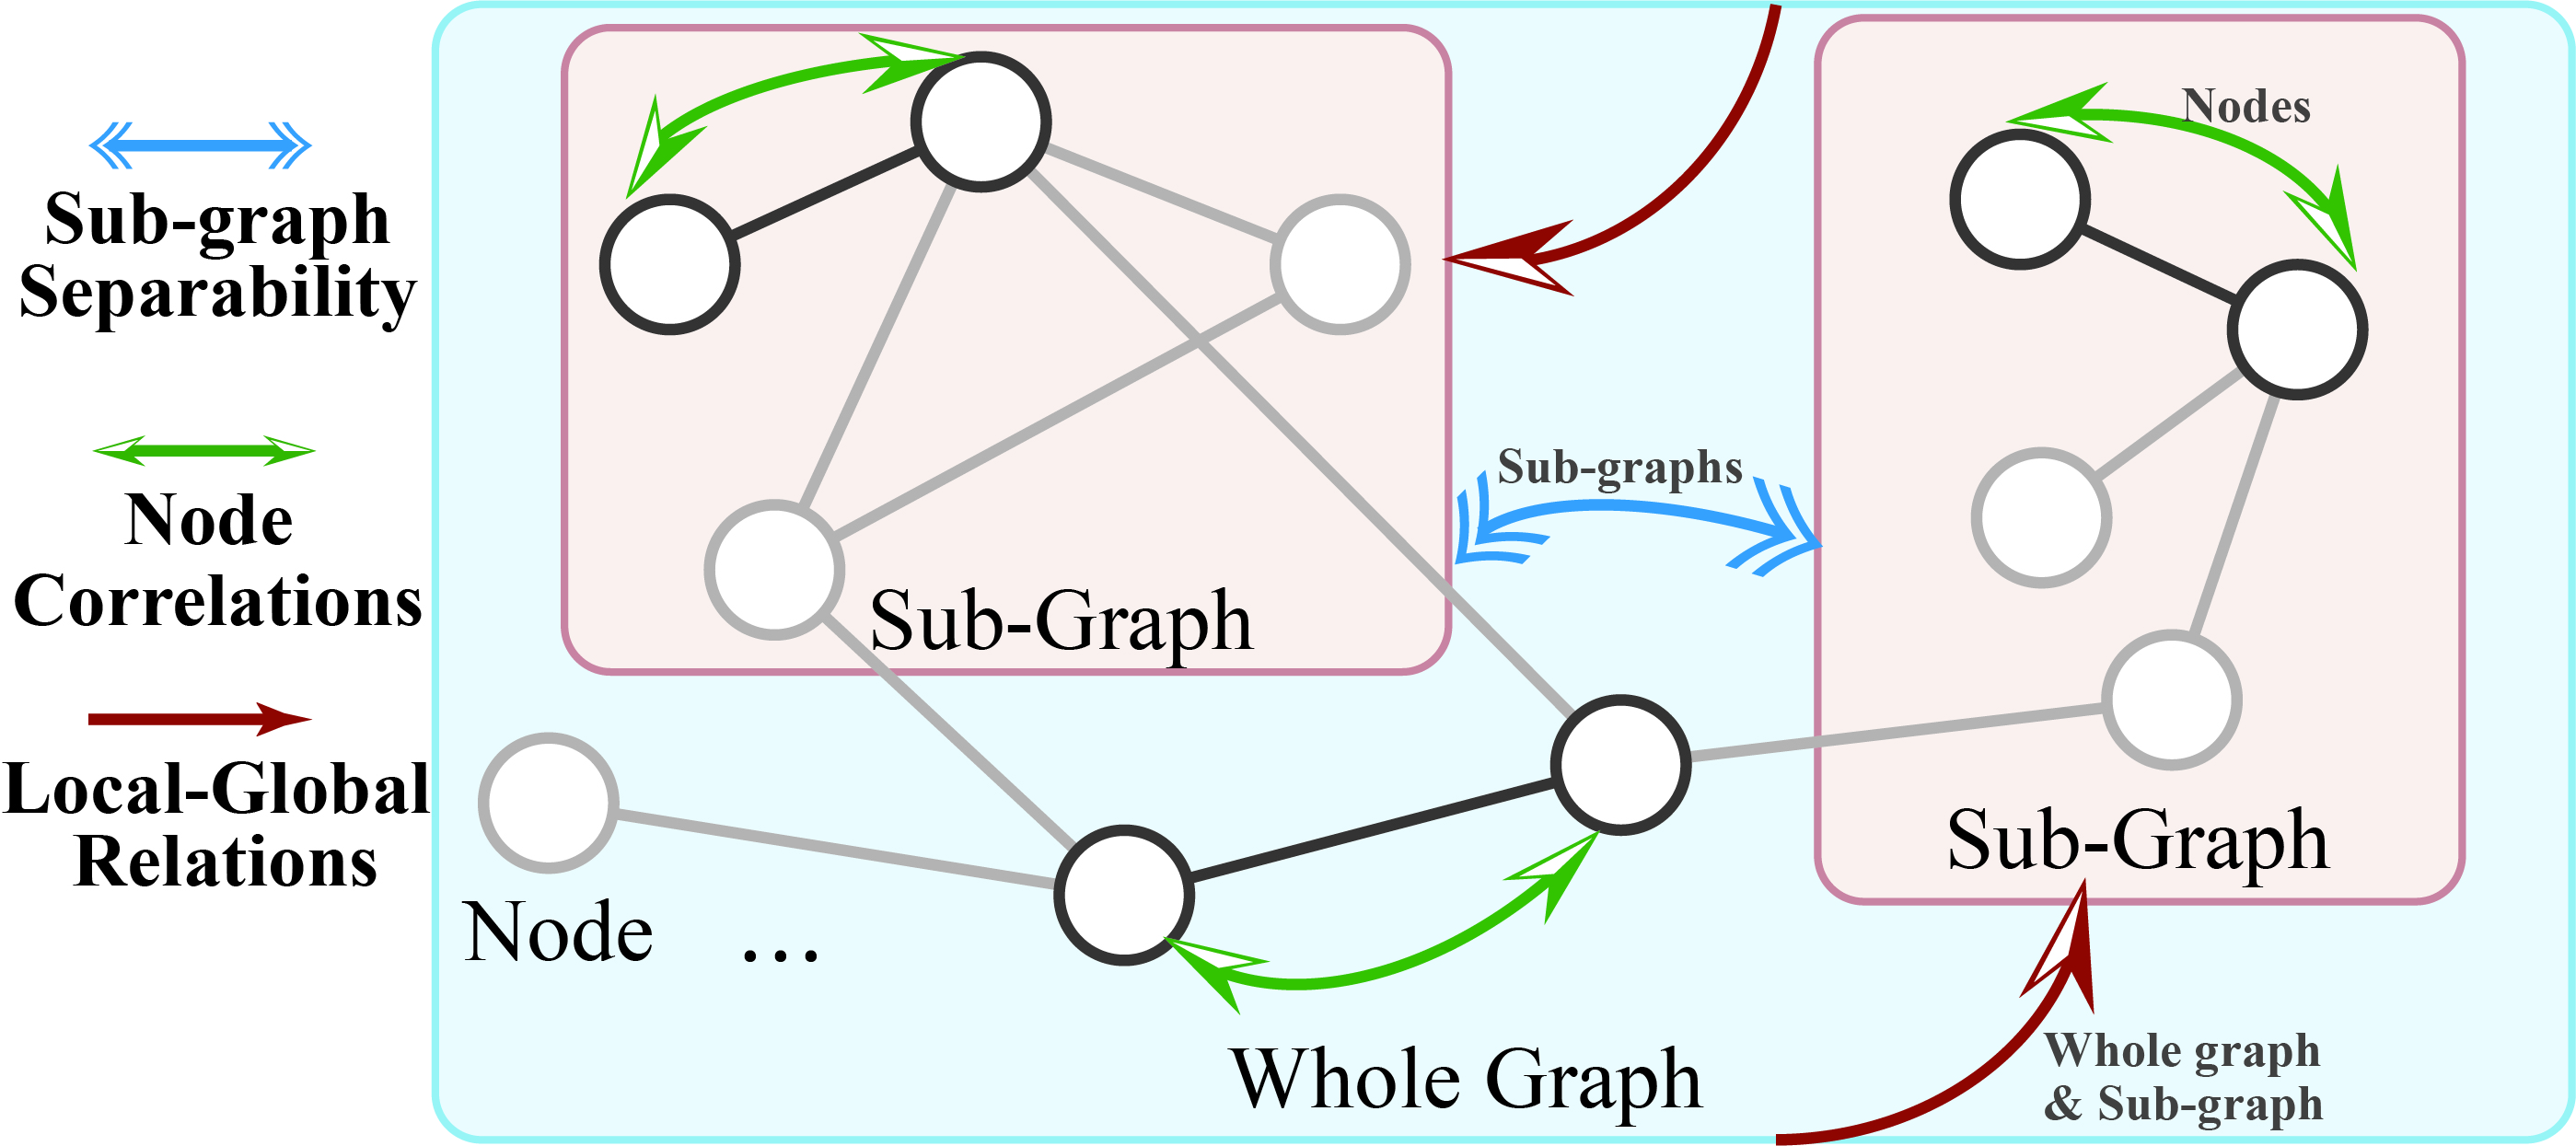 Sub-graph
Separability
Node
Correlations
Local-Global
Relations
Nodes
Sub-graphs
Sub-Graph
Sub-Graph
Node ...
Whole Graph
Whole graph
& Sub-graph